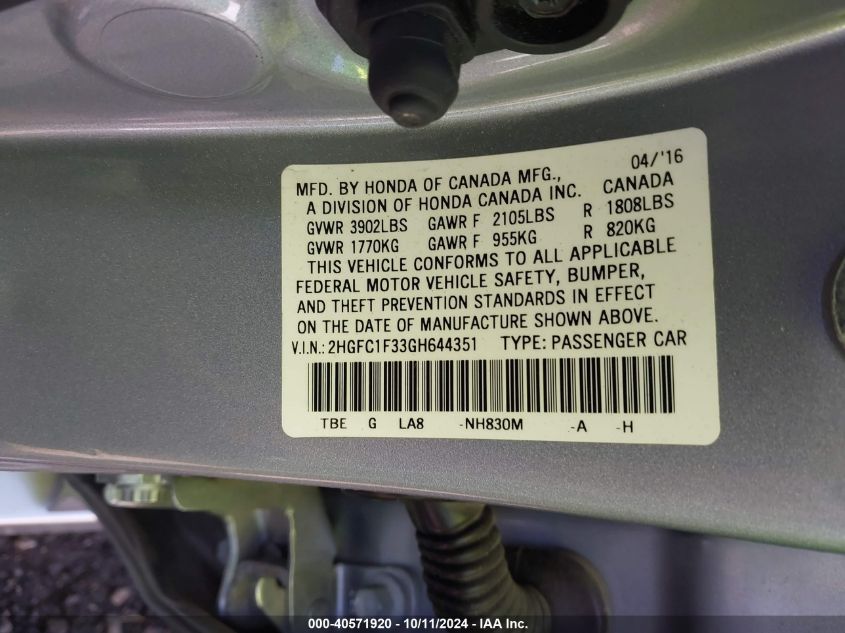 04/'16
MFD. BY HONDA OF CANADA MFG.,
A DIVISION OF HONDA CANADA INC. CANADA
GVWR 3902LBS GAWR F 2105LBS R 1808LBS
GVWR 1770KG GAWR F 955KG R 820KG
THIS VEHICLE CONFORMS TO ALL APPLICABLE
FEDERAL MOTOR VEHICLE SAFETY, BUMPER,
AND THEFT PREVENTION STANDARDS IN EFFECT
ON THE DATE OF MANUFACTURE SHOWN ABOVE.
V.I.N.: 2HGFC1F33GH644351 TYPE: PASSENGER CAR
TBE G LA8 -NH830M -A -H
000-40571920 - 10/11/2024 - IAA Inc.